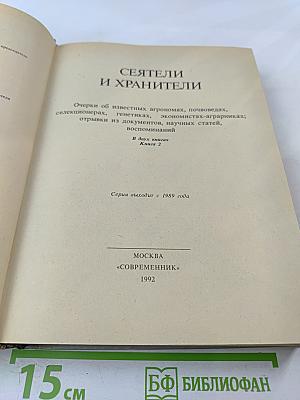 СЕЯТЕЛИ
И ХРАНИТЕЛИ
Очерки об известных агрономах, почвоведах,
селекционерах, генетиках, экономистах-аграрниках;
отрывки из документов, научных статей,
воспоминаний
В двух книгах
Книга 2
Серия выходит с 1989 года
МОСКВА
«СОВРЕМЕННИК»
1992
15 см
БФ БИБЛИОФАН